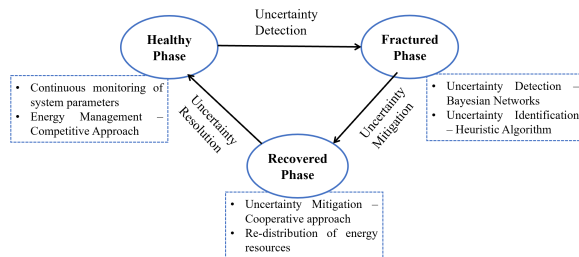 Uncertainty
Detection
Healthy
Phase
Fractured
Phase
• Continuous monitoring of
system parameters
• Energy Management –
Competitive Approach
Uncertainty
Resolution
Uncertainty
Mitigation
• Uncertainty Detection –
Bayesian Networks
• Uncertainty Identification
– Heuristic Algorithm
Recovered
Phase
• Uncertainty Mitigation –
Cooperative approach
• Re-distribution of energy
resources